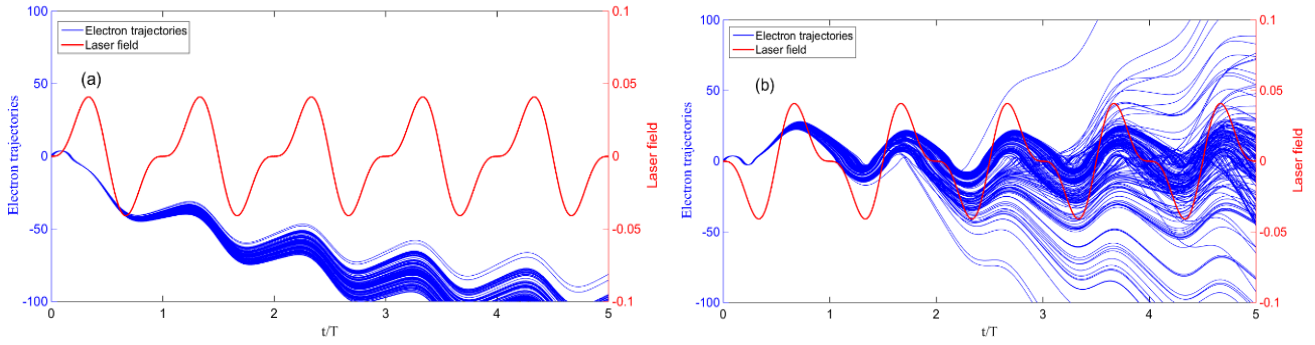 100
50
0
-50
-100
Electron trajectories
Electron trajectories
Laser field
(a)
0.1
0.05
0
-0.05
-0.1
Laser field
0 1 2 3 4 5
t/T
100
50
0
-50
-100
Electron trajectories
Electron trajectories
Laser field
(b)
0.1
0.05
0
-0.05
-0.1
Laser field
0 1 2 3 4 5
t/T